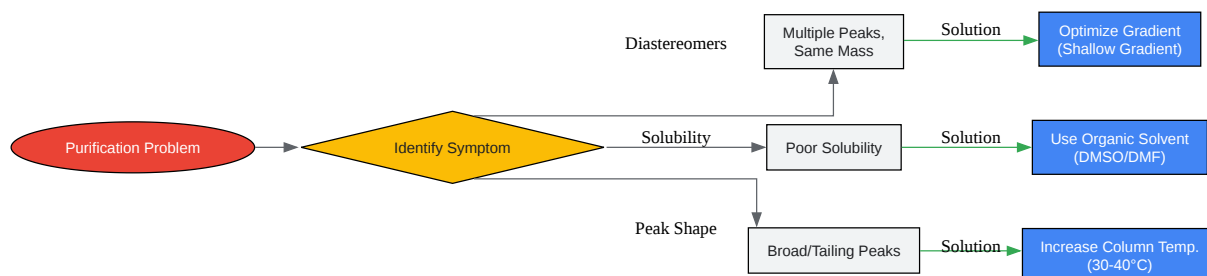 Purification Problem
Identify Symptom
Diastereomers
Multiple Peaks,
Same Mass
Solution
Optimize Gradient
(Shallow Gradient)
Solubility
Poor Solubility
Solution
Use Organic Solvent
(DMSO/DMF)
Peak Shape
Broad/Tailing Peaks
Solution
Increase Column Temp.
(30-40°C)